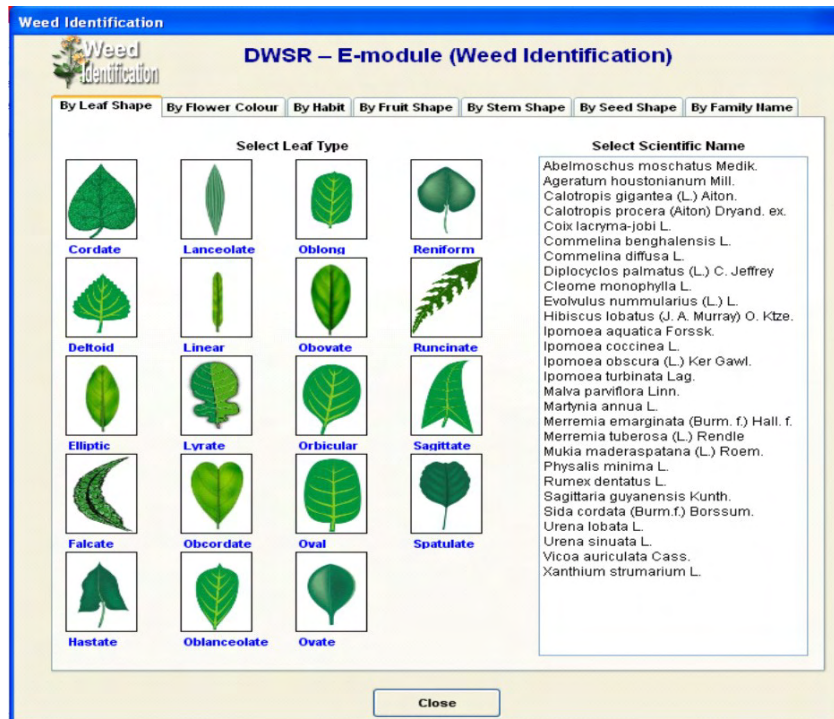 Weed Identification
Weed
Identification
DWSR – E-module (Weed Identification)
By Leaf Shape By Flower Colour By Habit By Fruit Shape By Stem Shape By Seed Shape By Family Name
Select Leaf Type
Select Scientific Name
Cordate Lanceolate Oblong Reniform
Deltoid Linear Obovate Runcinate
Elliptic Lyrate Orbicular Sagittate
Falcate Obcordate Oval Spatulate
Hastate Oblanceolate Ovate
Abelmoschus moschatus Medik.
Ageratum houstonianum Mill.
Calotropis gigantea (L.) Aiton.
Calotropis procera (Aiton) Dryand. ex.
Coix lacryma-jobi L.
Commelina benghalensis L.
Commelina diffusa L.
Diplocyclos palmatus (L.) C. Jeffrey
Cleome monophylla L.
Evolvulus nummularius (L.) L.
Hibiscus lobatus (J. A. Murray) O. Ktze.
Ipomoea aquatica Forssk.
Ipomoea coccinea L.
Ipomoea obscura (L.) Ker Gawl.
Ipomoea turbinata Lag.
Malva parviflora Linn.
Martynia annua L.
Merremia emarginata (Burm. f.) Hall. f.
Merremia tuberosa (L.) Rendle
Mukia maderaspatana (L.) Roem.
Physalis minima L.
Rumex dentatus L.
Sagittaria guyanensis Kunth.
Sida cordata (Burm.f.) Borssum.
Urena lobata L.
Urena sinuata L.
Vicoa auriculata Cass.
Xanthium strumarium L.
Close